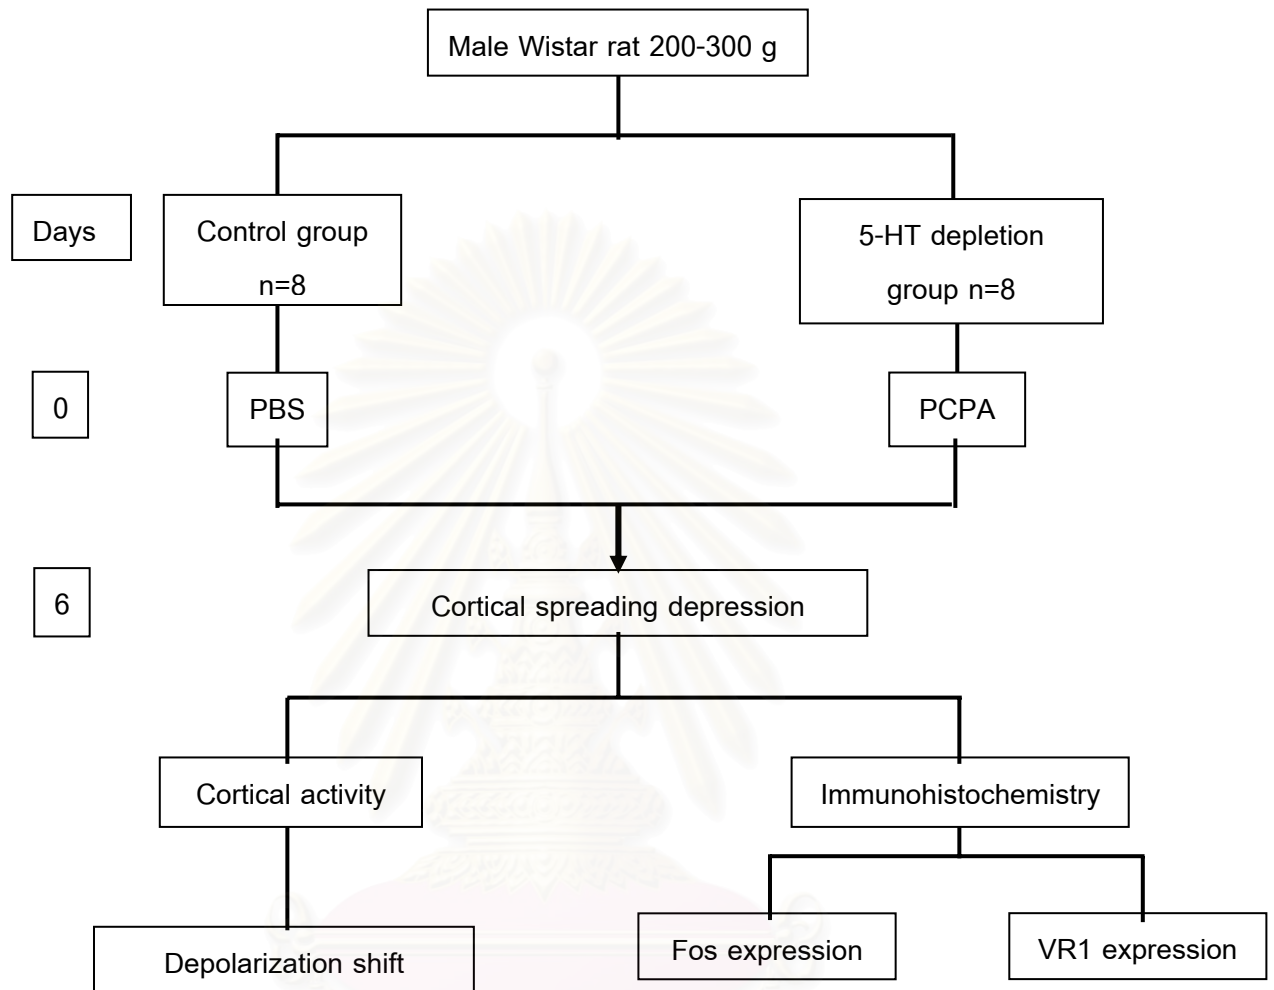 Male Wistar rat 200-300 g
Days
Control group
n=8
5-HT depletion
group n=8
0
PBS
PCPA
6
Cortical spreading depression
Cortical activity
Immunohistochemistry
Depolarization shift
Fos expression
VR1 expression